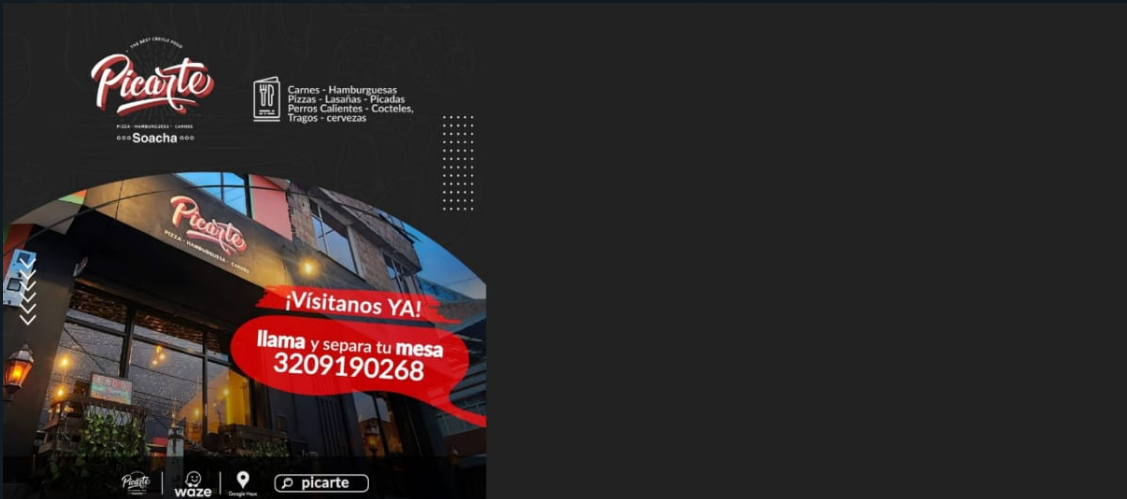 THE BEST CREOLE FOOD
Picarte
PIZZA - HAMBURGUESA - CARNES
Soacha
Carnes - Hamburguesas
Pizzas - Lasañas - Picadas
Perros Calientes - Cocteles,
Tragos - cervezas
Picarte
PIZZA - HAMBURGUESA - CARNES
¡Vísitanos YA!
llama y separa tu mesa
3209190268
Picarte
waze
Google Maps
picarte